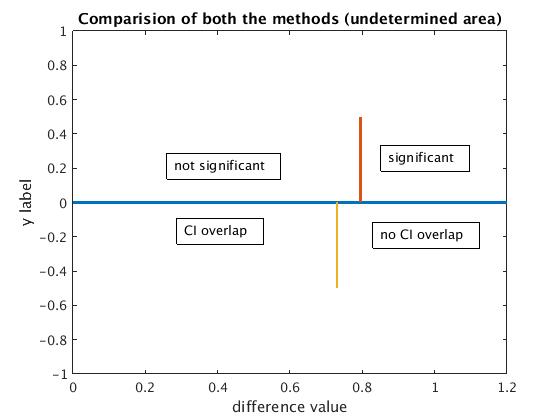 Comparision of both the methods (undetermined area)
1
0.8
0.6
0.4
0.2
0
-0.2
-0.4
-0.6
-0.8
-1
y label
not significant
significant
CI overlap
no CI overlap
0 0.2 0.4 0.6 0.8 1 1.2
difference value